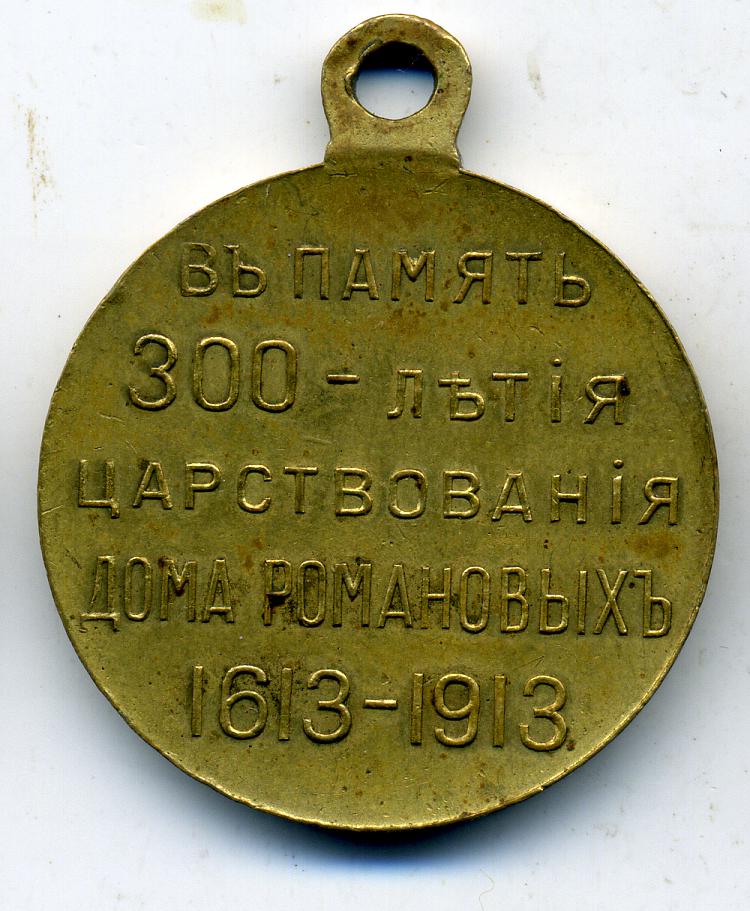 ВЪ ПАМЯТЬ
300-ЛѢТІЯ
ЦАРСТВОВАНІЯ
ДОМА РОМАНОВЫХЪ
1613-1913